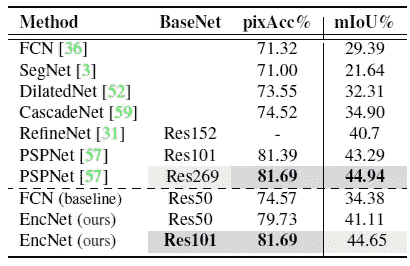 Method BaseNet pixAcc% mIoU%
FCN [36] 71.32 29.39
SegNet [3] 71.00 21.64
DilatedNet [52] 73.55 32.31
CascadeNet [59] 74.52 34.90
RefineNet [31] Res152 - 40.7
PSPNet [57] Res101 81.39 43.29
PSPNet [57] Res269 81.69 44.94
FCN (baseline) Res50 74.57 34.38
EncNet (ours) Res50 79.73 41.11
EncNet (ours) Res101 81.69 44.65